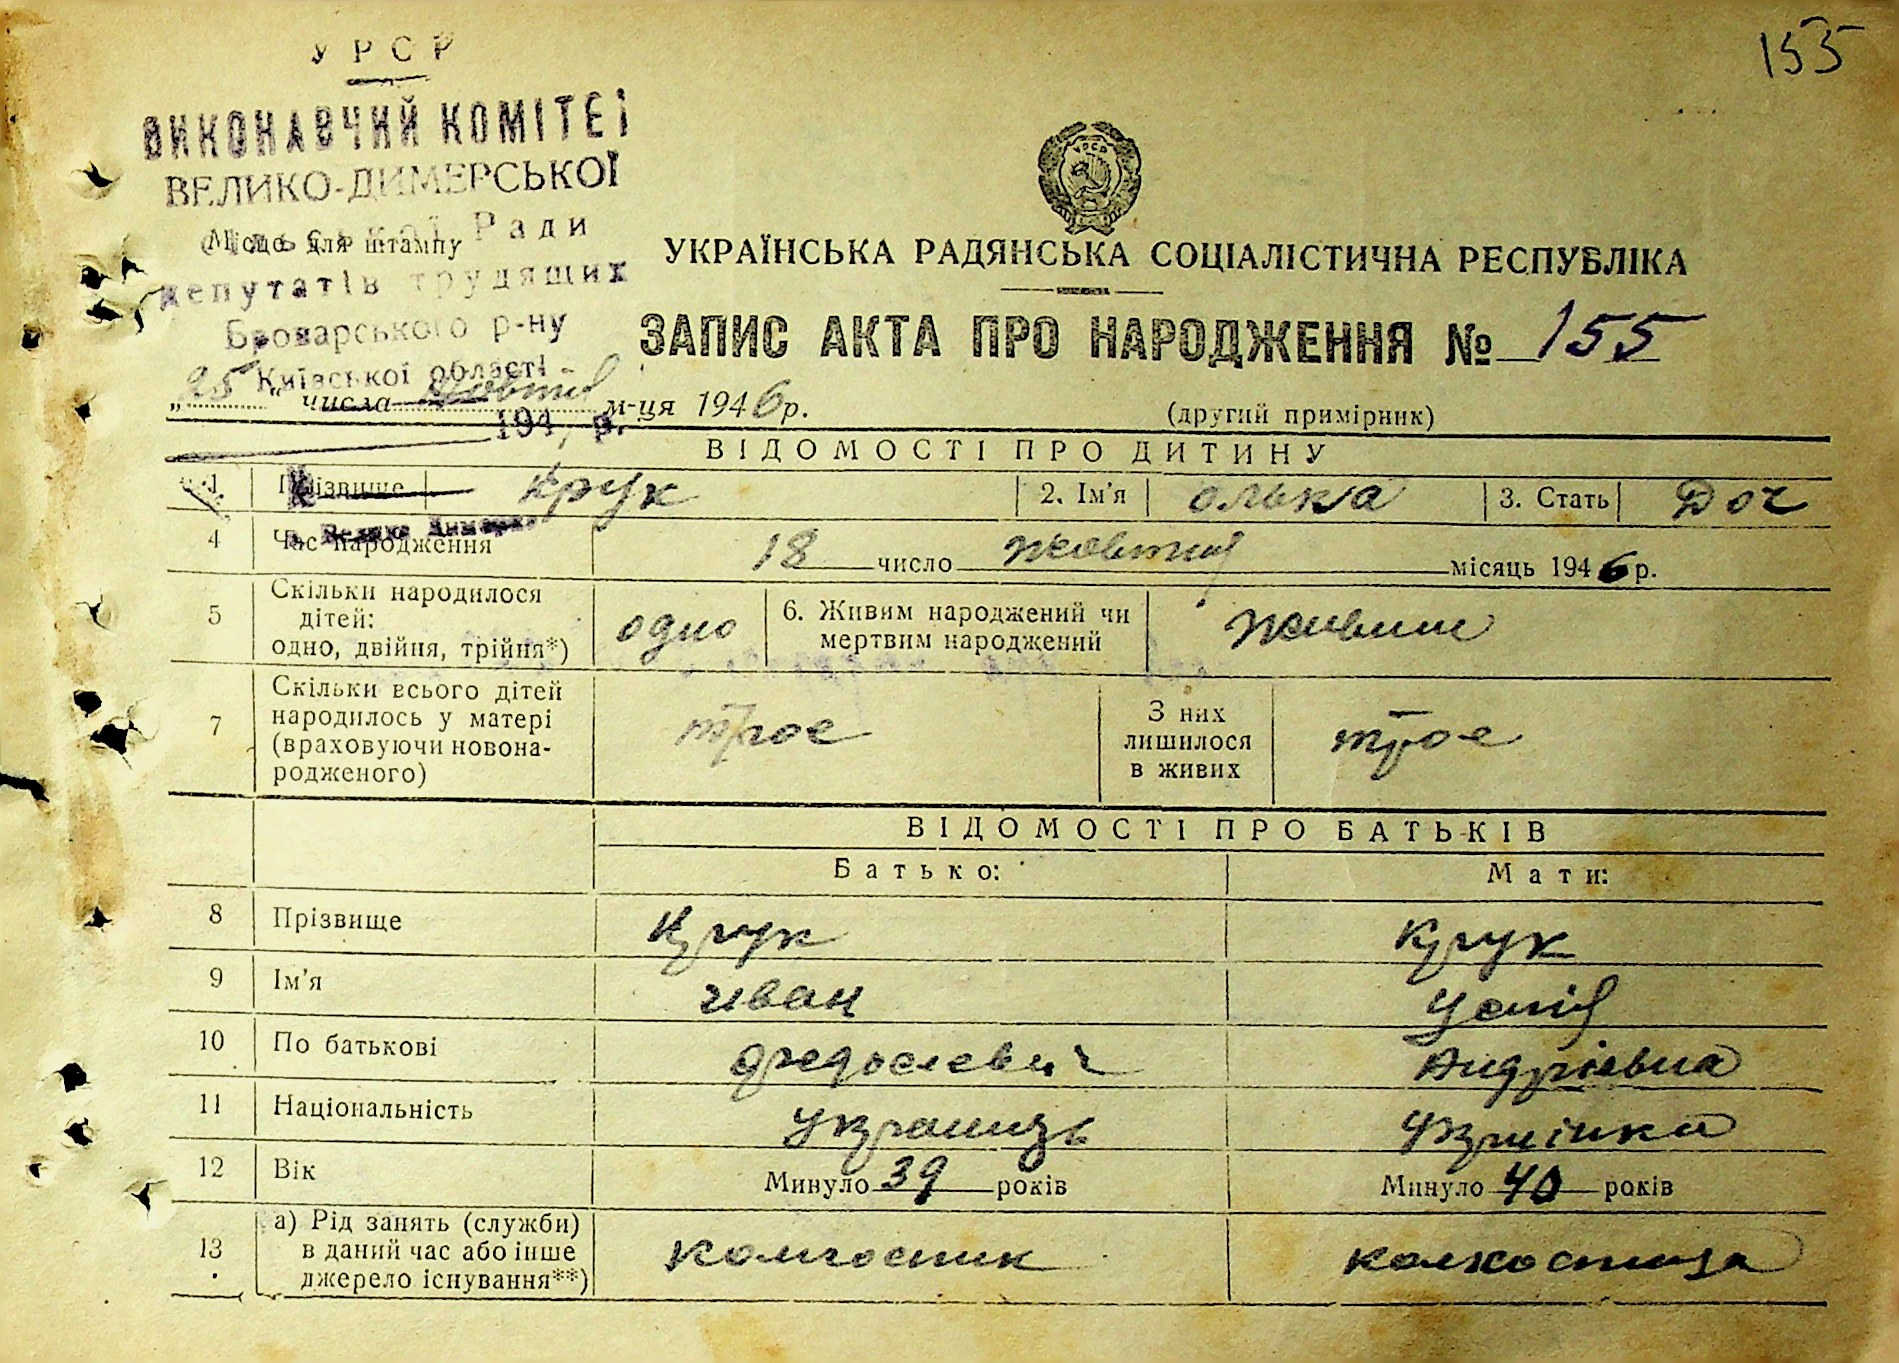 155
УРСР
ВИКОНАВЧИЙ КОМІТЕТ
ВЕЛИКО-ДИМЕРСЬКОЇ
сільської Ради
Місце для штампу
депутатів трудящих
Броварського р-ну
Київської області
194 р.
УКРАЇНСЬКА РАДЯНСЬКА СОЦІАЛІСТИЧНА РЕСПУБЛІКА
ЗАПИС АКТА ПРО НАРОДЖЕННЯ № 155
„25“ числа жовтня м-ця 1946 р.
(другий примірник)
ВІДОМОСТІ ПРО ДИТИНУ
1 Прізвище Крук 2. Ім'я Олька 3. Стать Доч
4 Час народження 18 число жовтня місяць 1946 р.
5 Скільки народилося дітей: одно, двійня, трійня*) одно 6. Живим народжений чи мертвим народжений живим
7 Скільки всього дітей народилось у матері (враховуючи новонародженого) троє З них лишилося в живих троє
ВІДОМОСТІ ПРО БАТЬКІВ
Батько: Мати:
8 Прізвище Крук Крук
9 Ім'я Иван
10 По батькові Андріевна
11 Національність Українка
12 Вік Минуло 39 років Минуло 40 років
13 а) Рід занять (служби) в даний час або інше джерело існування**) колгосник колхосниця